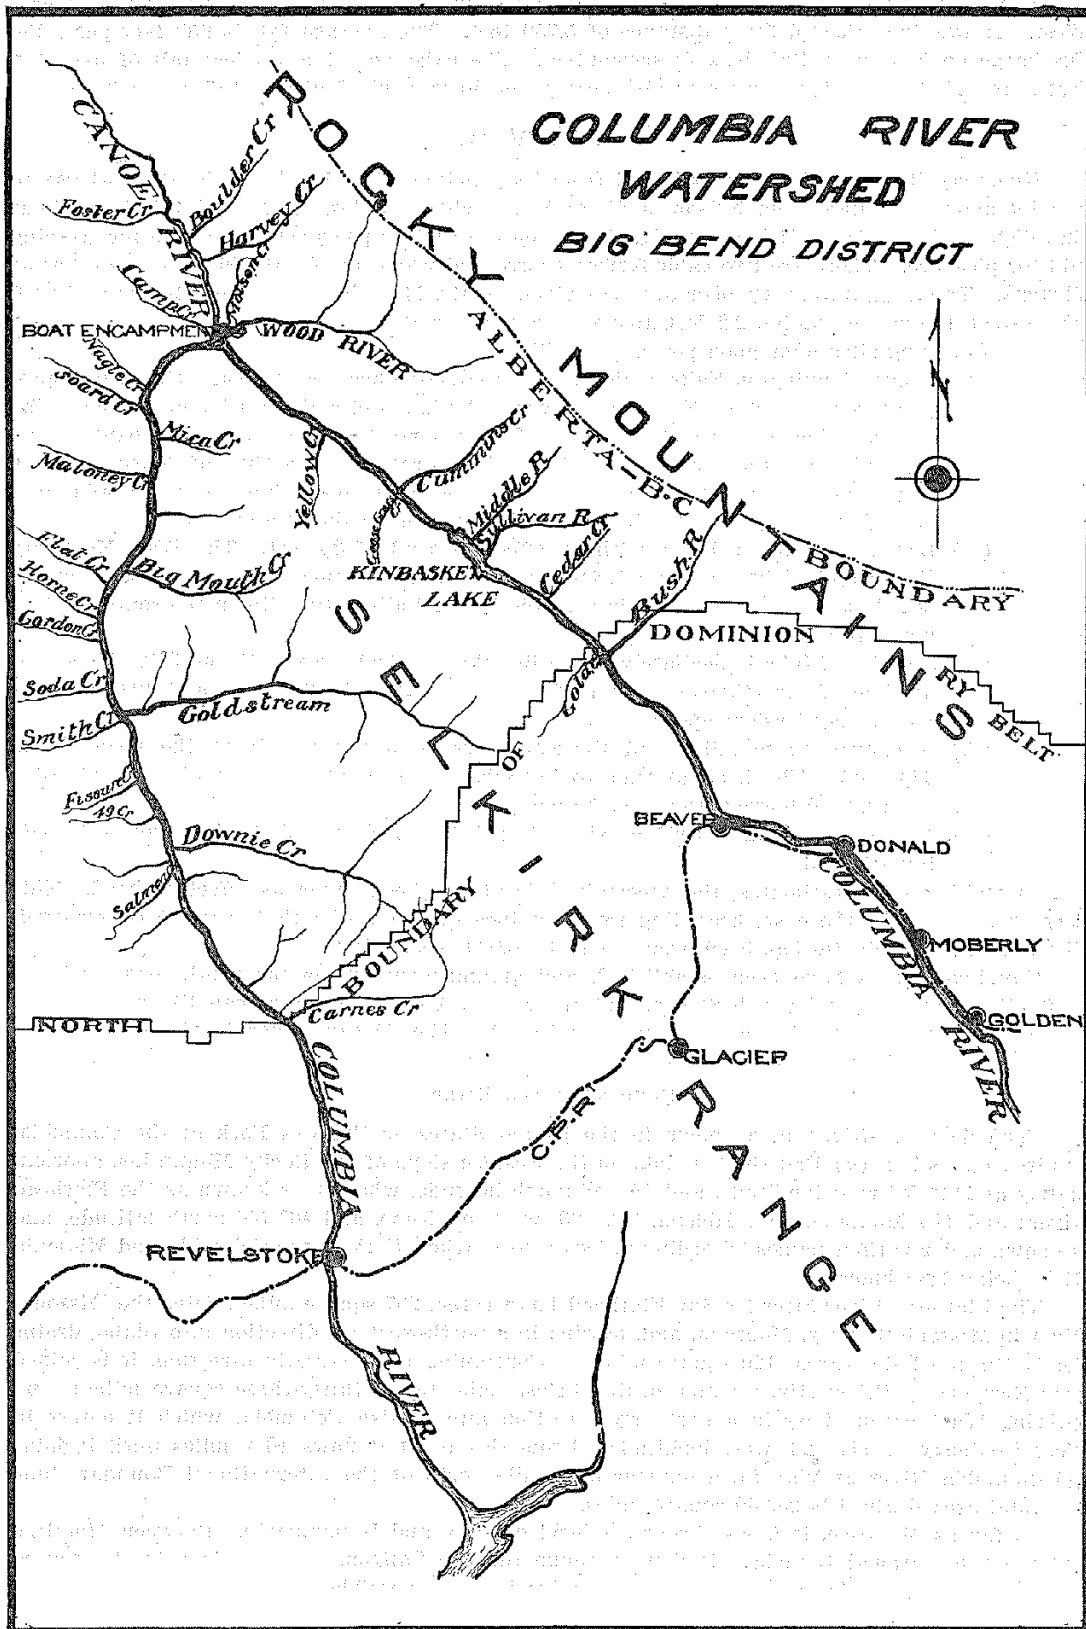 COLUMBIA RIVER
WATERSHED
BIG BEND DISTRICT
N
ROCKY MOUNTAINS
ALBERTA-B.C BOUNDARY
CANOE RIVER
Boulder Cr
Foster Cr
Harvey Cr
Camp Cr
BOAT ENCAMPMENT
WOOD RIVER
Nagle Cr
Soard Cr
Mica Cr
Maloney Cr
Yellow Cr
Cummins Cr
Middle R
Sullivan R
Cedar Cr
KINBASKET
LAKE
Bush R
Flat Cr
Horne Cr
Gordon Cr
Big Mouth Cr
Soda Cr
Smith Cr
Goldstream
DOMINION
RY BELT
OF
BOUNDARY
NORTH
SELKIRK RANGE
49 Cr
Downie Cr
Salmon
Carnes Cr
BEAVER
DONALD
COLUMBIA
MOBERLY
GOLDEN
RIVER
GLACIER
C.P.R.
COLUMBIA
REVELSTOKE
RIVER